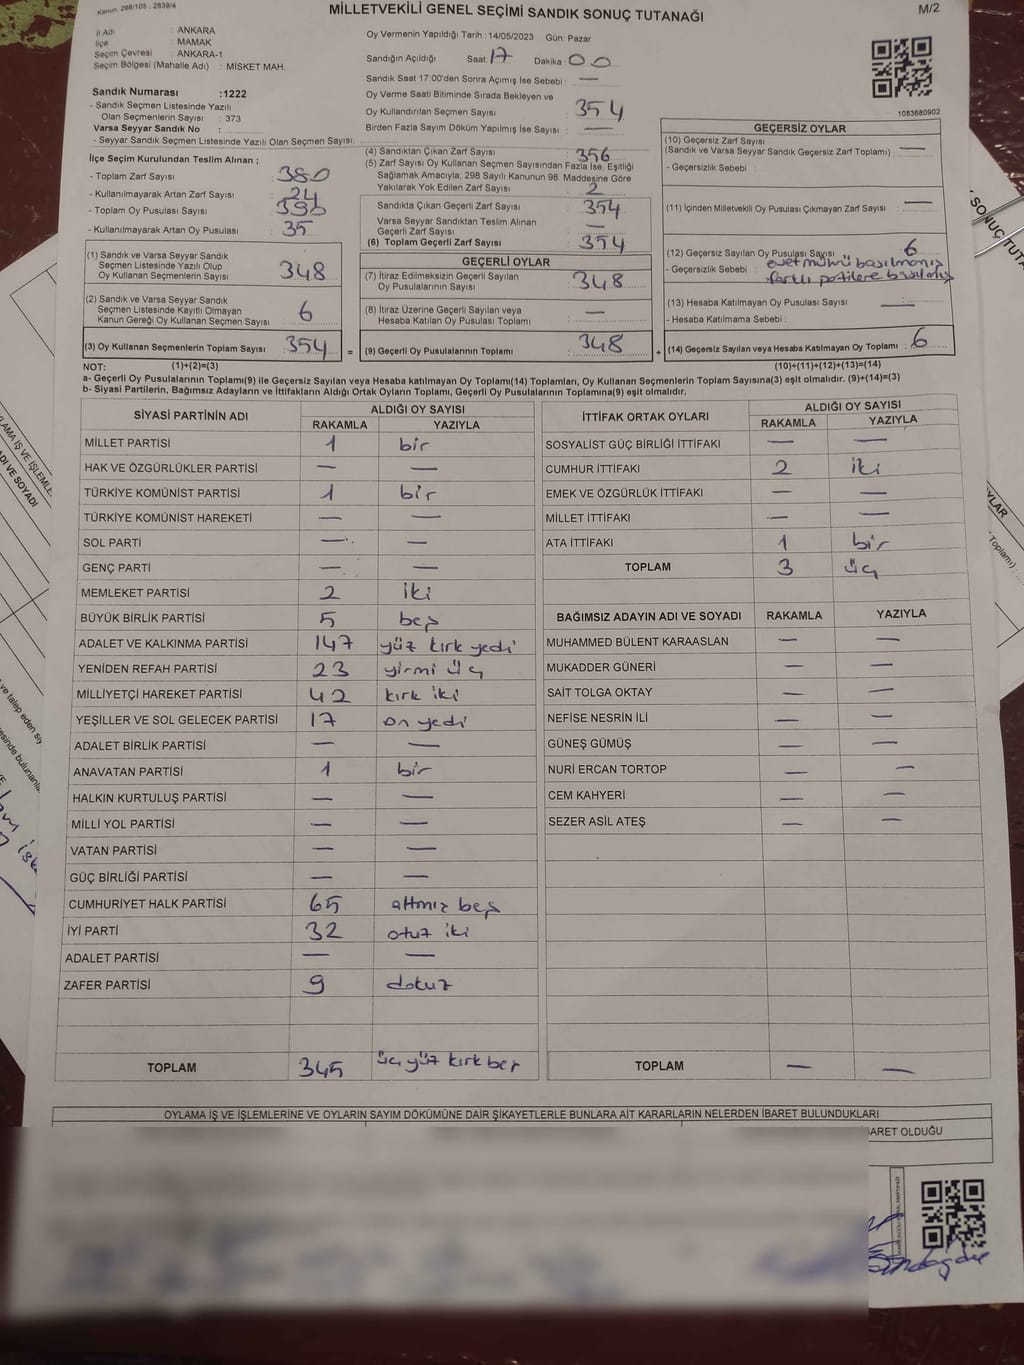 Kanun: 298/105, 2839/4
MİLLETVEKİLİ GENEL SEÇİMİ SANDIK SONUÇ TUTANAĞI
M/2
İl Adı : ANKARA
İlçe : MAMAK
Seçim Çevresi : ANKARA-1
Seçim Bölgesi (Mahalle Adı) : MİSKET MAH.
Sandık Numarası :1222
- Sandık Seçmen Listesinde Yazılı
Olan Seçmenlerin Sayısı : 373
Varsa Seyyar Sandık No :
- Seyyar Sandık Seçmen Listesinde Yazılı Olan Seçmen Sayısı:
İlçe Seçim Kurulundan Teslim Alınan ;
- Toplam Zarf Sayısı 380
- Kullanılmayarak Artan Zarf Sayısı 24
- Toplam Oy Pusulası Sayısı
- Kullanılmayarak Artan Oy Pusulası 35
(1) Sandık ve Varsa Seyyar Sandık
Seçmen Listesinde Yazılı Olup
Oy Kullanan Seçmenlerin Sayısı 348
(2) Sandık ve Varsa Seyyar Sandık
Seçmen Listesinde Kayıtlı Olmayan
Kanun Gereği Oy Kullanan Seçmen Sayısı 6
(3) Oy Kullanan Seçmenlerin Toplam Sayısı 354 =
Oy Vermenin Yapıldığı Tarih : 14/05/2023 Gün: Pazar
Sandığın Açıldığı Saat: 17 Dakika: 00
Sandık Saat 17:00'den Sonra Açılmış İse Sebebi : —
Oy Verme Saati Bitiminde Sırada Bekleyen ve
Oy Kullandırılan Seçmen Sayısı : 354
Birden Fazla Sayım Döküm Yapılmış İse Sayısı : —
(4) Sandıktan Çıkan Zarf Sayısı 356
(5) Zarf Sayısı Oy Kullanan Seçmen Sayısından Fazla İse, Eşitliği
Sağlamak Amacıyla; 298 Sayılı Kanunun 98. Maddesine Göre
Yakılarak Yok Edilen Zarf Sayısı : 2
Sandıkta Çıkan Geçerli Zarf Sayısı 354
Varsa Seyyar Sandıktan Teslim Alınan
Geçerli Zarf Sayısı —
(6) Toplam Geçerli Zarf Sayısı 354
GEÇERLİ OYLAR
(7) İtiraz Edilmeksizin Geçerli Sayılan
Oy Pusulalarının Sayısı 348
(8) İtiraz Üzerine Geçerli Sayılan veya
Hesaba Katılan Oy Pusulası Toplamı —
(9) Geçerli Oy Pusulalarının Toplamı 348 +
1083680902
GEÇERSİZ OYLAR
(10) Geçersiz Zarf Sayısı
(Sandık ve Varsa Seyyar Sandık Geçersiz Zarf Toplamı) : —
- Geçersizlik Sebebi :
(11) İçinden Milletvekili Oy Pusulası Çıkmayan Zarf Sayısı : —
(12) Geçersiz Sayılan Oy Pusulası Sayısı 6
- Geçersizlik Sebebi : evet mührü basılmamış
farklı partilere basılmış
(13) Hesaba Katılmayan Oy Pusulası Sayısı : —
- Hesaba Katılmama Sebebi :
(14) Geçersiz Sayılan veya Hesaba Katılmayan Oy Toplamı : 6
NOT: (1)+(2)=(3) (10)+(11)+(12)+(13)=(14)
a- Geçerli Oy Pusulalarının Toplamı(9) ile Geçersiz Sayılan veya Hesaba katılmayan Oy Toplamı(14) Toplamları, Oy Kullanan Seçmenlerin Toplam Sayısına(3) eşit olmalıdır. (9)+(14)=(3)
b- Siyasi Partilerin, Bağımsız Adayların ve İttifakların Aldığı Ortak Oyların Toplamı, Geçerli Oy Pusulalarının Toplamına(9) eşit olmalıdır.
SİYASİ PARTİNİN ADI ALDIĞI OY SAYISI
RAKAMLA YAZIYLA
MİLLET PARTİSİ 1 bir
HAK VE ÖZGÜRLÜKLER PARTİSİ — —
TÜRKİYE KOMÜNİST PARTİSİ 1 bir
TÜRKİYE KOMÜNİST HAREKETİ — —
SOL PARTİ — —
GENÇ PARTİ — —
MEMLEKET PARTİSİ 2 iki
BÜYÜK BİRLİK PARTİSİ 5 beş
ADALET VE KALKINMA PARTİSİ 147 yüz kırk yedi
YENİDEN REFAH PARTİSİ 23 yirmi üç
MİLLİYETÇİ HAREKET PARTİSİ 42 kırk iki
YEŞİLLER VE SOL GELECEK PARTİSİ 17 on yedi
ADALET BİRLİK PARTİSİ — —
ANAVATAN PARTİSİ 1 bir
HALKIN KURTULUŞ PARTİSİ — —
MİLLİ YOL PARTİSİ — —
VATAN PARTİSİ — —
GÜÇ BİRLİĞİ PARTİSİ — —
CUMHURİYET HALK PARTİSİ 65 altmız beş
İYİ PARTİ 32 otuz iki
ADALET PARTİSİ — —
ZAFER PARTİSİ 9 dokuz
TOPLAM 345 üç yüz kırk beş
İTTİFAK ORTAK OYLARI ALDIĞI OY SAYISI
RAKAMLA YAZIYLA
SOSYALİST GÜÇ BİRLİĞİ İTTİFAKI — —
CUMHUR İTTİFAKI 2 iki
EMEK VE ÖZGÜRLÜK İTTİFAKI — —
MİLLET İTTİFAKI — —
ATA İTTİFAKI 1 bir
TOPLAM 3 üç
BAĞIMSIZ ADAYIN ADI VE SOYADI RAKAMLA YAZIYLA
MUHAMMED BÜLENT KARAASLAN — —
MUKADDER GÜNERİ — —
SAİT TOLGA OKTAY — —
NEFİSE NESRİN İLİ — —
GÜNEŞ GÜMÜŞ — —
NURİ ERCAN TORTOP — —
CEM KAHYERİ — —
SEZER ASİL ATEŞ — —
TOPLAM — —
OYLAMA İŞ VE İŞLEMLERİNE VE OYLARIN SAYIM DÖKÜMÜNE DAİR ŞİKAYETLERLE BUNLARA AİT KARARLARIN NELERDEN İBARET BULUNDUKLARI
BARET OLDUĞU
SONUÇ TUTA
ADI VE SOYADI
YLAR
Toplamı) :
ve talep eden siy
esinde bulunanla